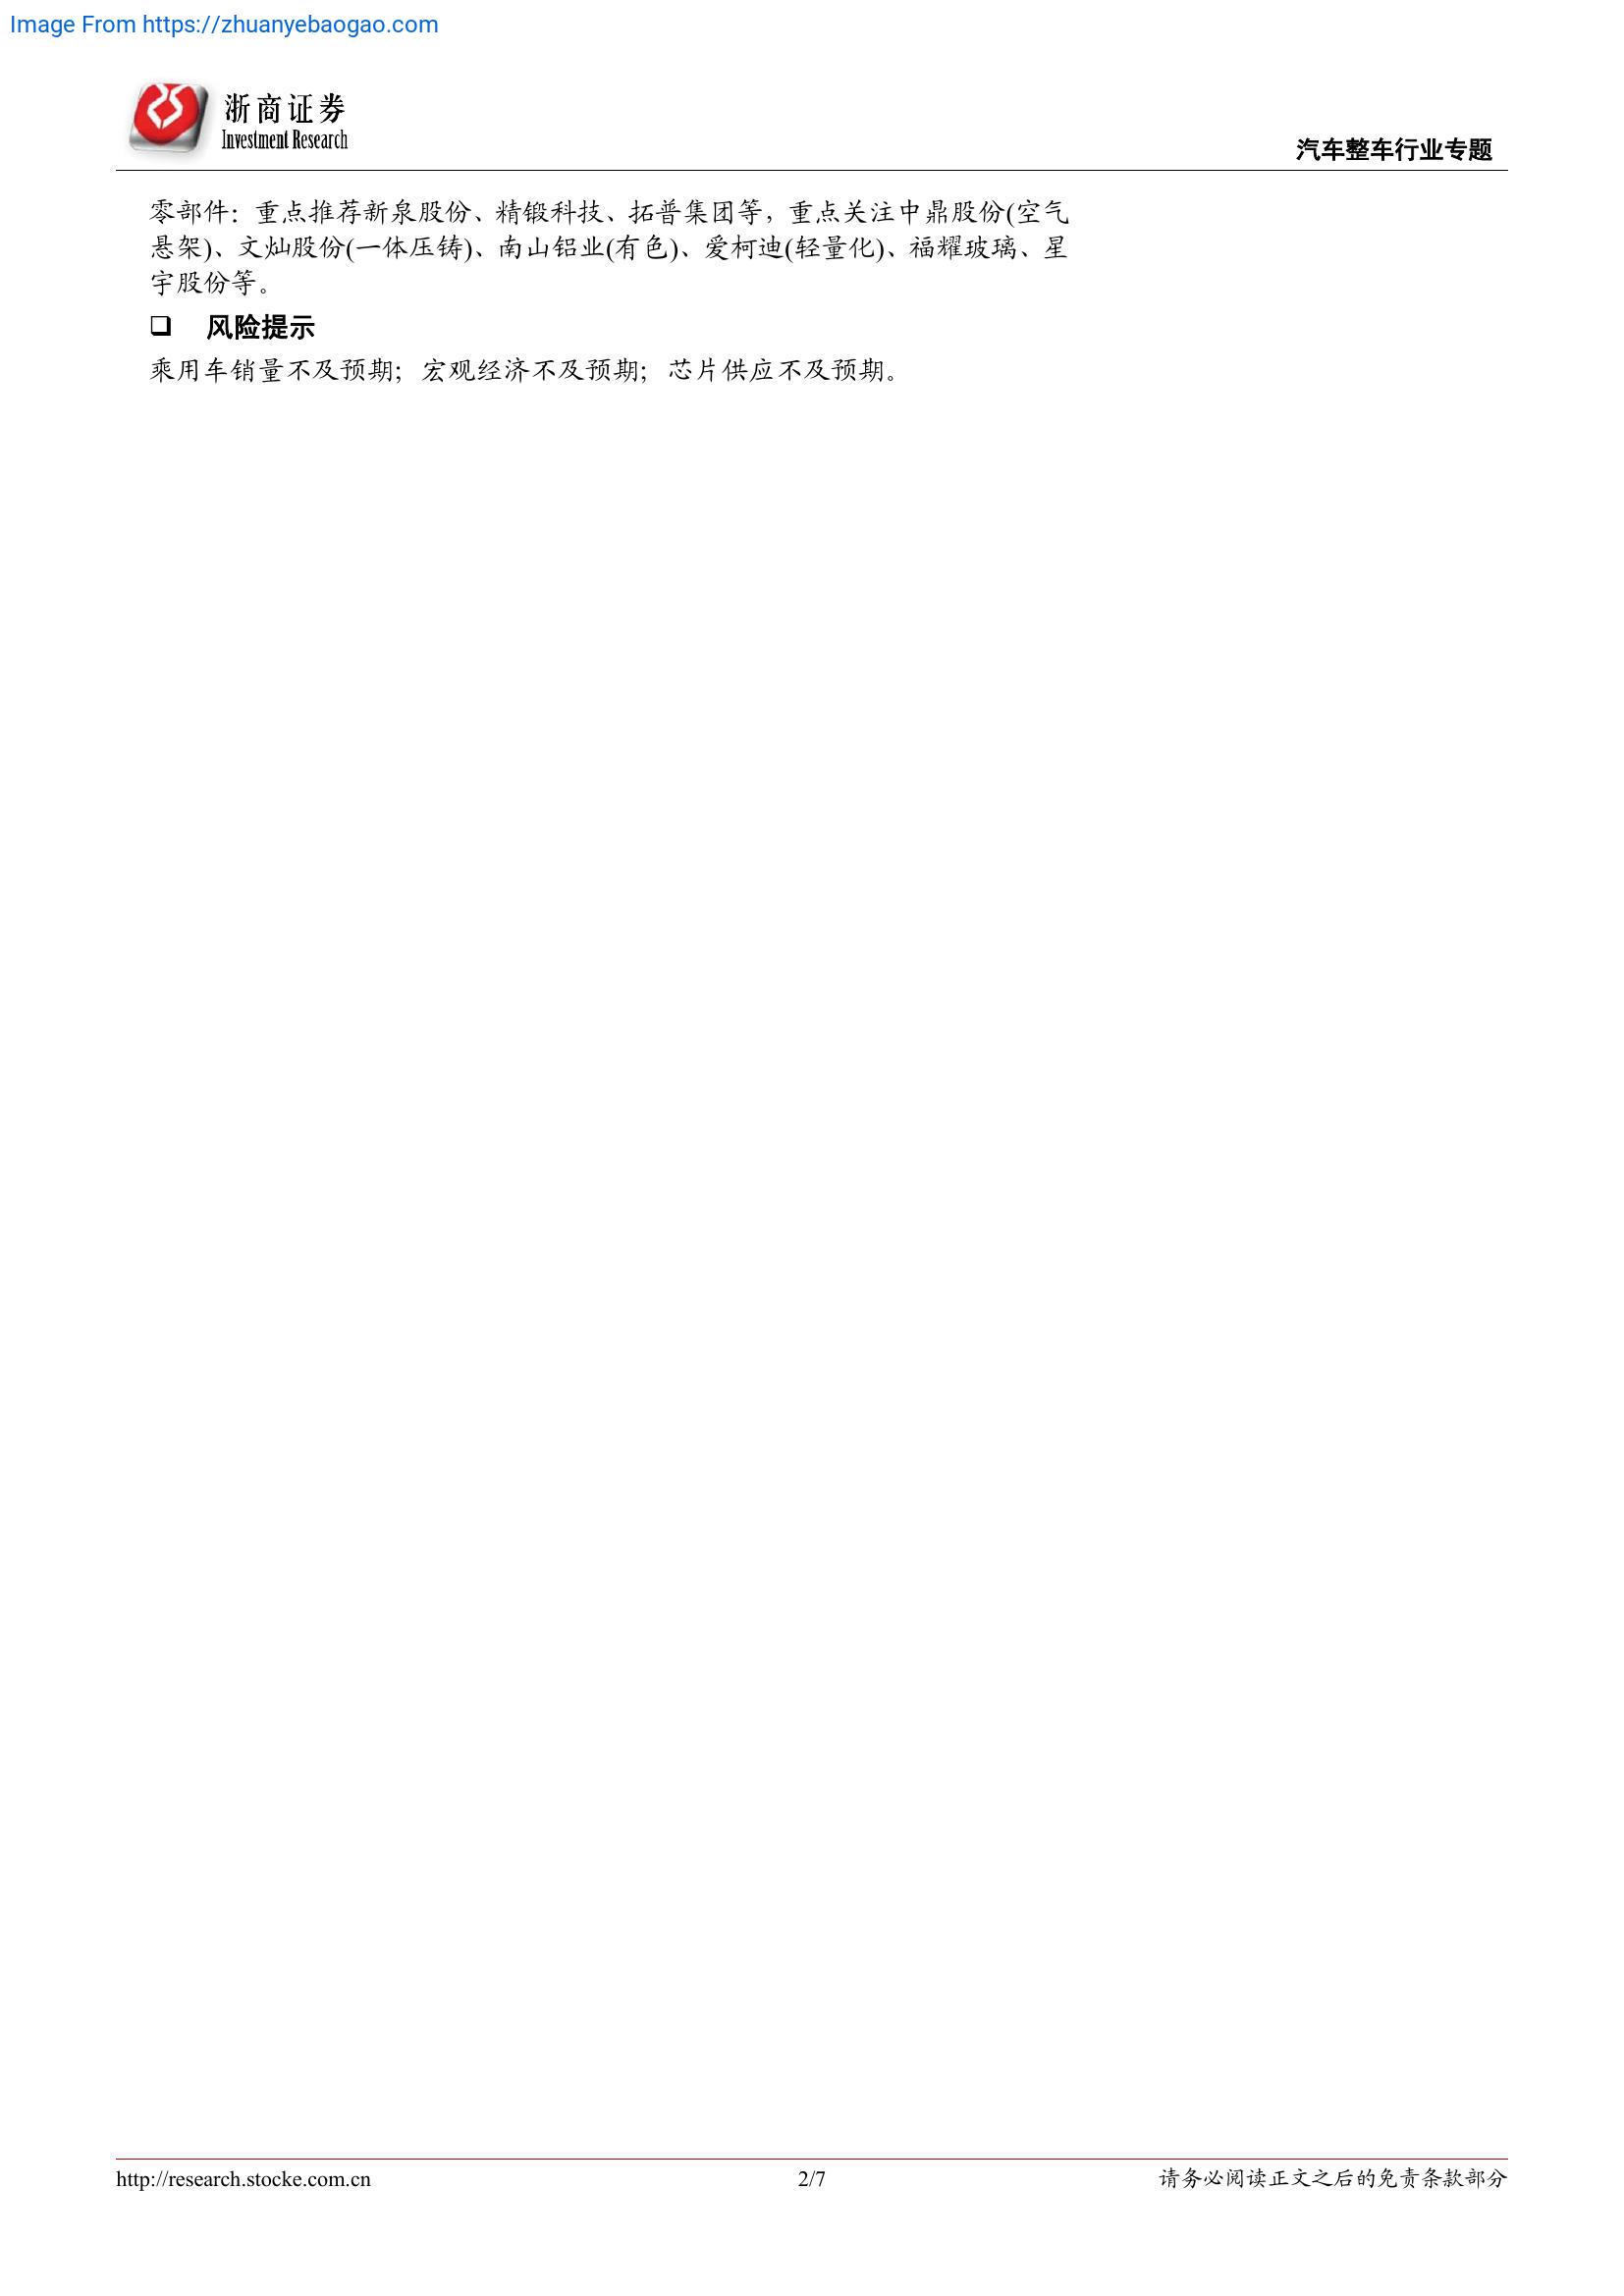 Image From https://zhuanyebaogao.com
浙商证券
Investment Research
汽车整车行业专题
零部件：重点推荐新泉股份、精锻科技、拓普集团等，重点关注中鼎股份(空气
悬架)、文灿股份(一体压铸)、南山铝业(有色)、爱柯迪(轻量化)、福耀玻璃、星
宇股份等。
❑ 风险提示
乘用车销量不及预期；宏观经济不及预期；芯片供应不及预期。
http://research.stocke.com.cn 2/7 请务必阅读正文之后的免责条款部分